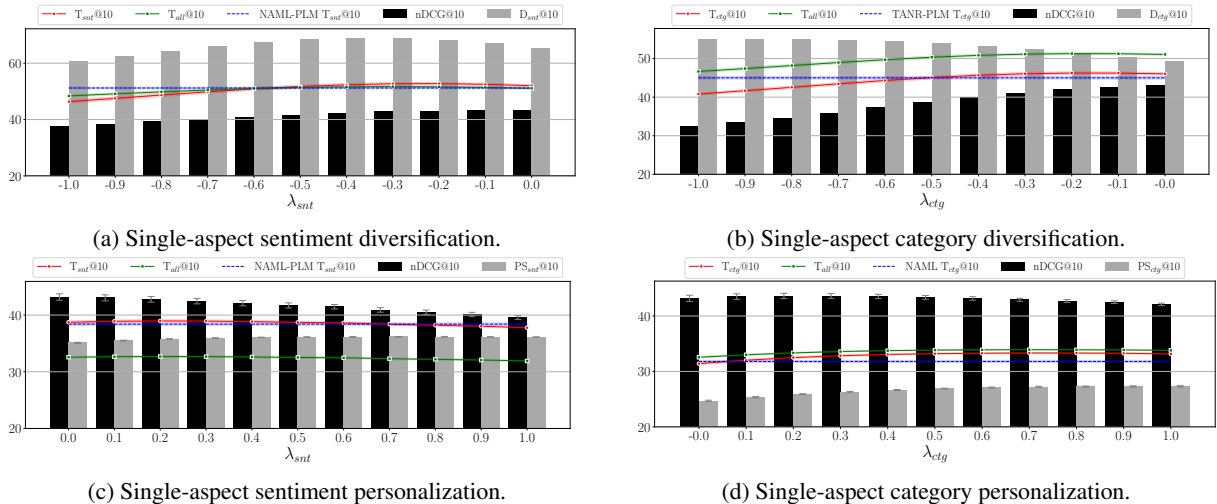 T_snt@10 T_all@10 NAML-PLM T_snt@10 nDCG@10 D_snt@10
60
40
20
-1.0 -0.9 -0.8 -0.7 -0.6 -0.5 -0.4 -0.3 -0.2 -0.1 0.0
λ_snt
(a) Single-aspect sentiment diversification.
T_ctg@10 T_all@10 TANR-PLM T_ctg@10 nDCG@10 D_ctg@10
50
40
30
20
-1.0 -0.9 -0.8 -0.7 -0.6 -0.5 -0.4 -0.3 -0.2 -0.1 -0.0
λ_ctg
(b) Single-aspect category diversification.
T_snt@10 T_all@10 NAML-PLM T_snt@10 nDCG@10 PS_snt@10
40
30
20
0.0 0.1 0.2 0.3 0.4 0.5 0.6 0.7 0.8 0.9 1.0
λ_snt
(c) Single-aspect sentiment personalization.
T_ctg@10 T_all@10 NAML T_ctg@10 nDCG@10 PS_ctg@10
40
30
20
-0.0 0.1 0.2 0.3 0.4 0.5 0.6 0.7 0.8 0.9 1.0
λ_ctg
(d) Single-aspect category personalization.